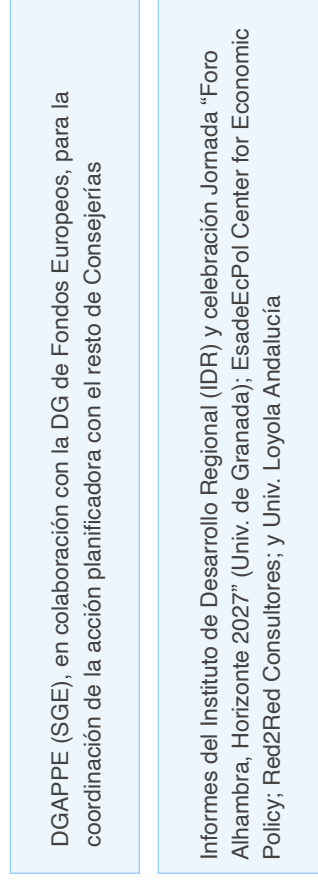 DGAPPE (SGE), en colaboración con la DG de Fondos Europeos, para la
coordinación de la acción planificadora con el resto de Consejerías
Informes del Instituto de Desarrollo Regional (IDR) y celebración Jornada “Foro
Alhambra, Horizonte 2027” (Univ. de Granada); EsadeEcPol Center for Economic
Policy; Red2Red Consultores; y Univ. Loyola Andalucía